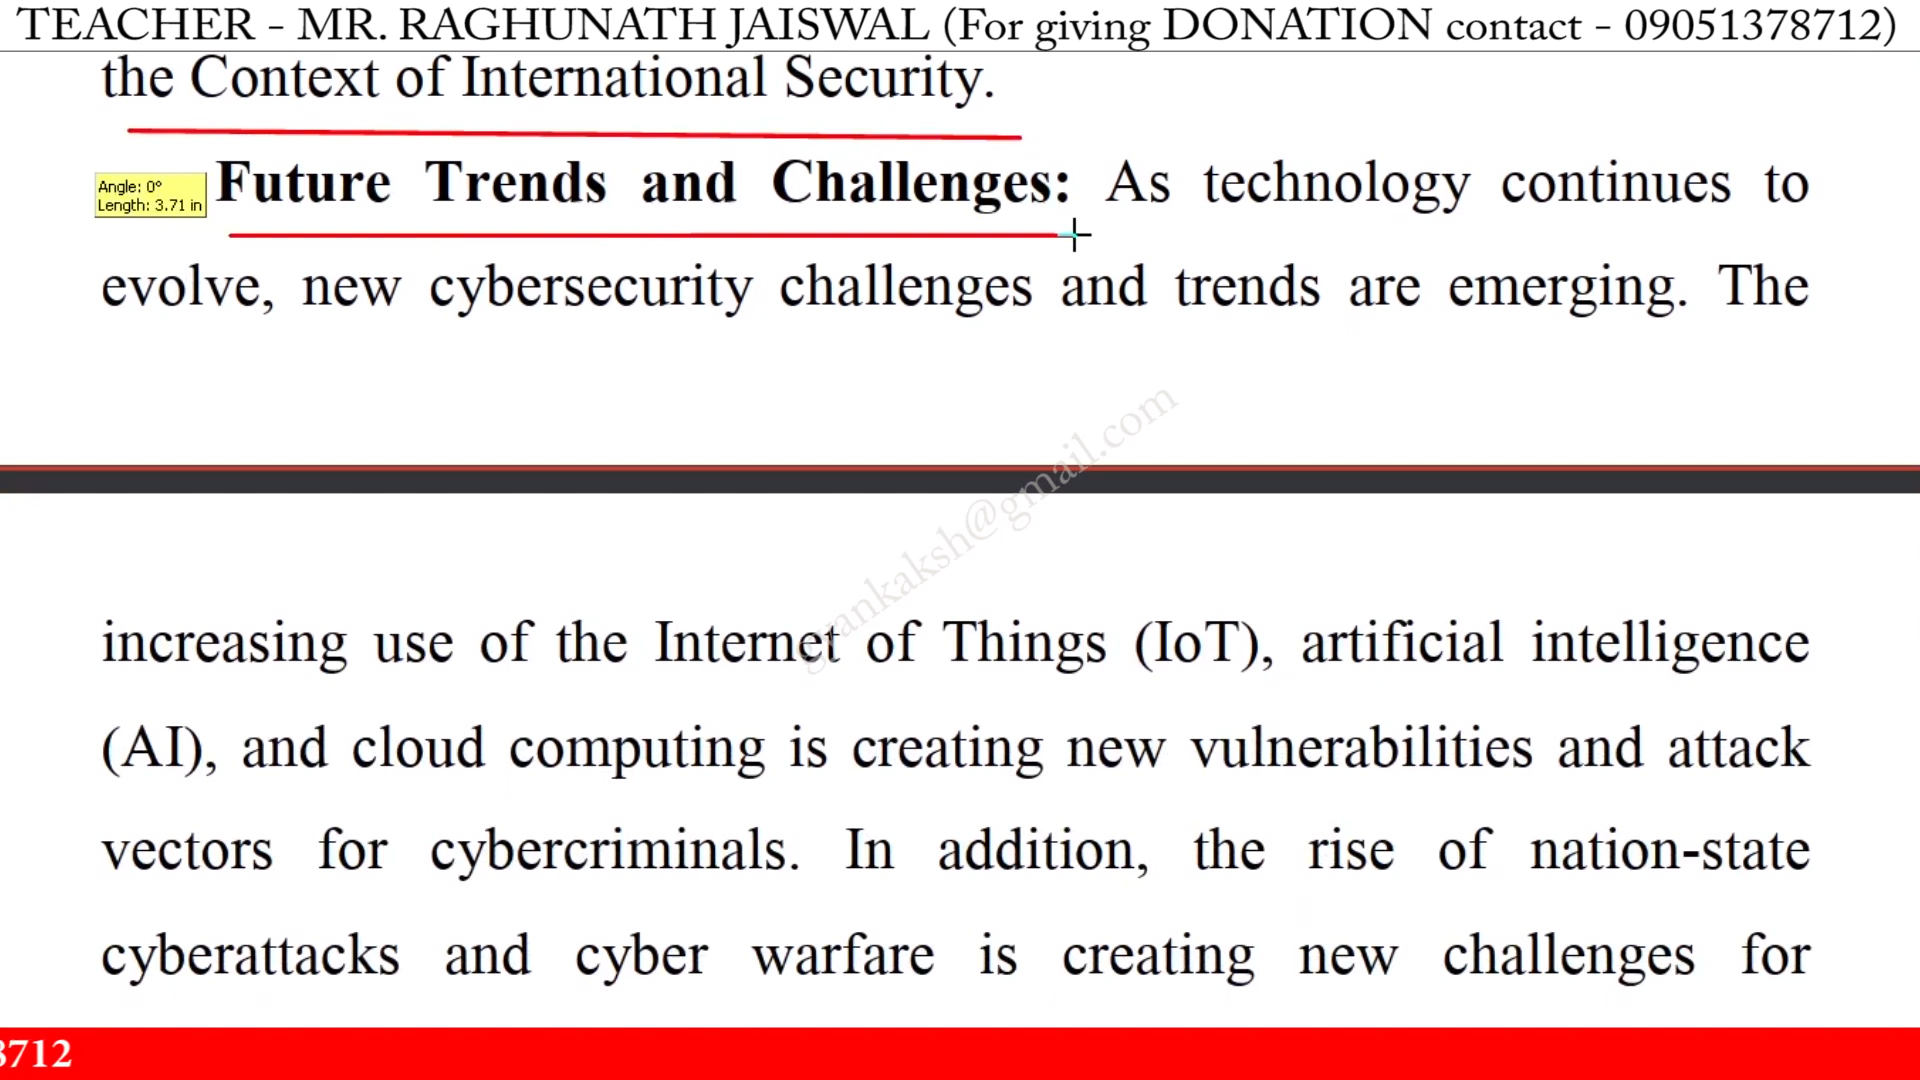 TEACHER - MR. RAGHUNATH JAISWAL (For giving DONATION contact - 09051378712)
the Context of International Security.
Angle: 0°
Length: 3.71 in
Future Trends and Challenges: As technology continues to
evolve, new cybersecurity challenges and trends are emerging. The
increasing use of the Internet of Things (IoT), artificial intelligence
(AI), and cloud computing is creating new vulnerabilities and attack
vectors for cybercriminals. In addition, the rise of nation-state
cyberattacks and cyber warfare is creating new challenges for
8712